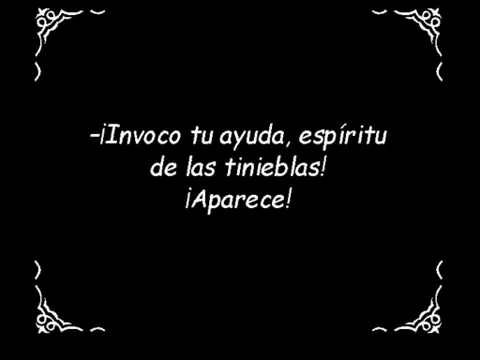 -¡Invoco tu ayuda, espíritu
de las tinieblas!
¡Aparece!